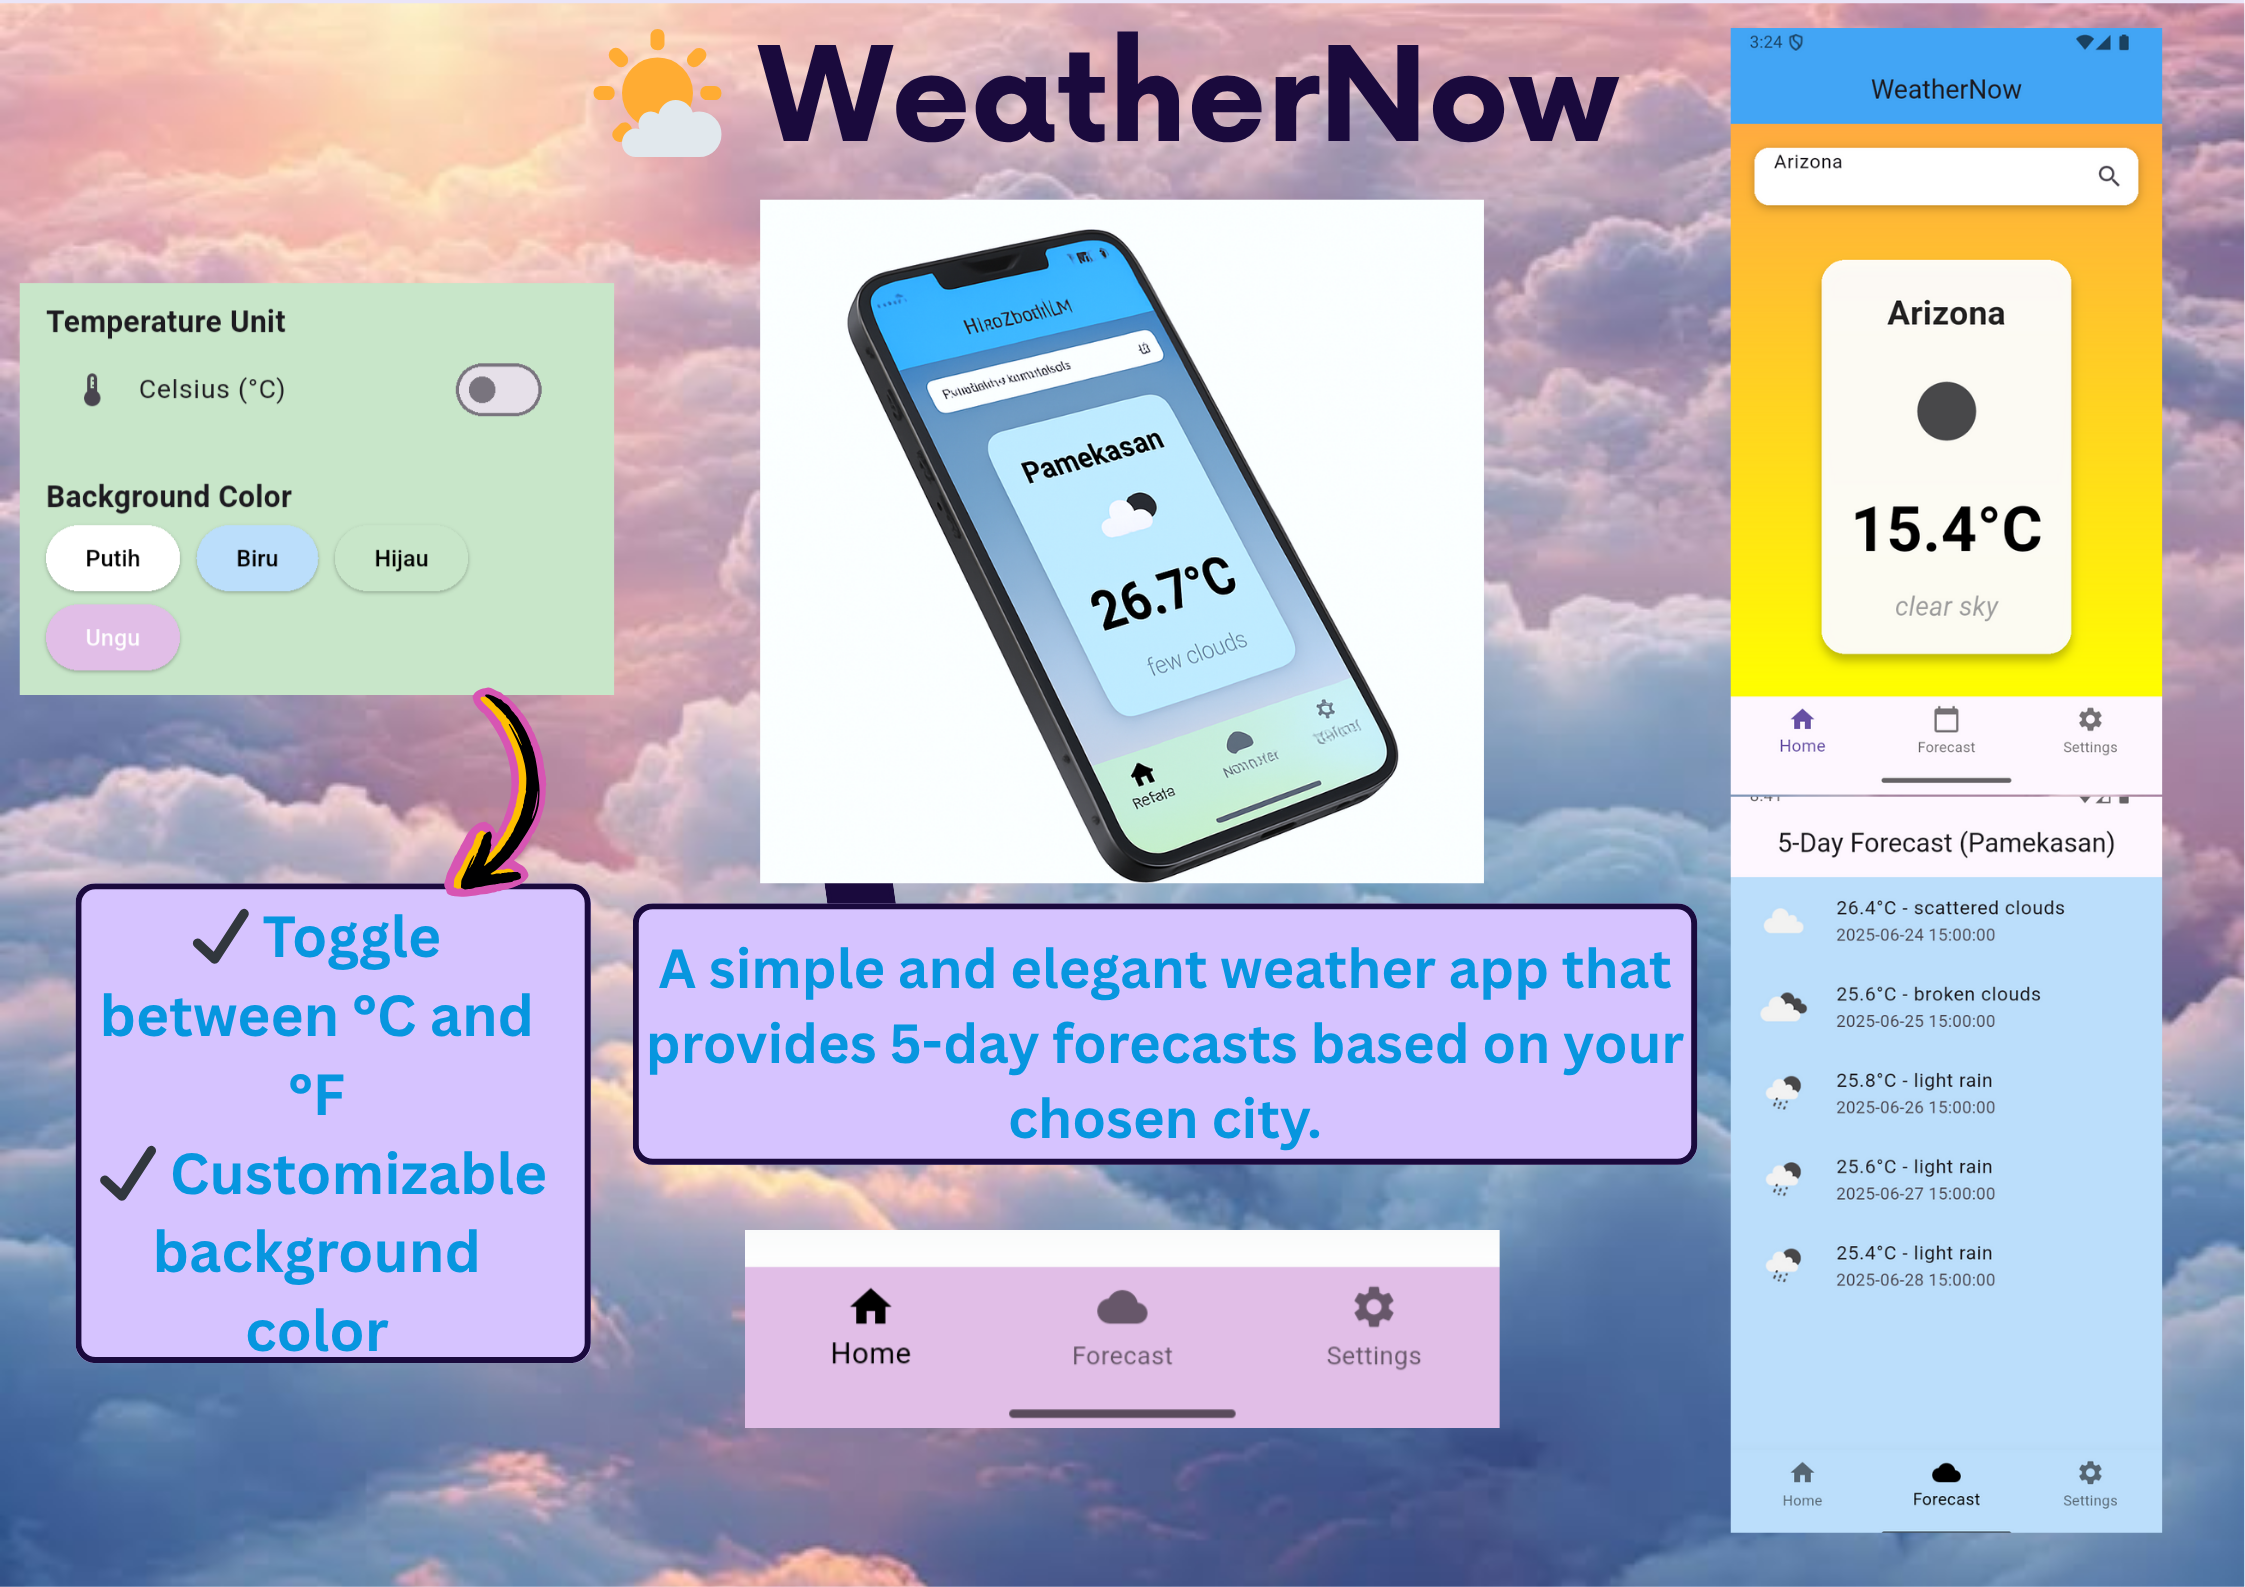 WeatherNow
Temperature Unit
Celsius (°C)
Background Color
Putih
Biru
Hijau
Ungu
✓ Toggle
between °C and
°F
✓ Customizable
background
color
Pamekasan
26.7°C
few clouds
A simple and elegant weather app that
provides 5-day forecasts based on your
chosen city.
Home
Forecast
Settings
3:24
WeatherNow
Arizona
Arizona
15.4°C
clear sky
Home
Forecast
Settings
5-Day Forecast (Pamekasan)
26.4°C - scattered clouds
2025-06-24 15:00:00
25.6°C - broken clouds
2025-06-25 15:00:00
25.8°C - light rain
2025-06-26 15:00:00
25.6°C - light rain
2025-06-27 15:00:00
25.4°C - light rain
2025-06-28 15:00:00
Home
Forecast
Settings